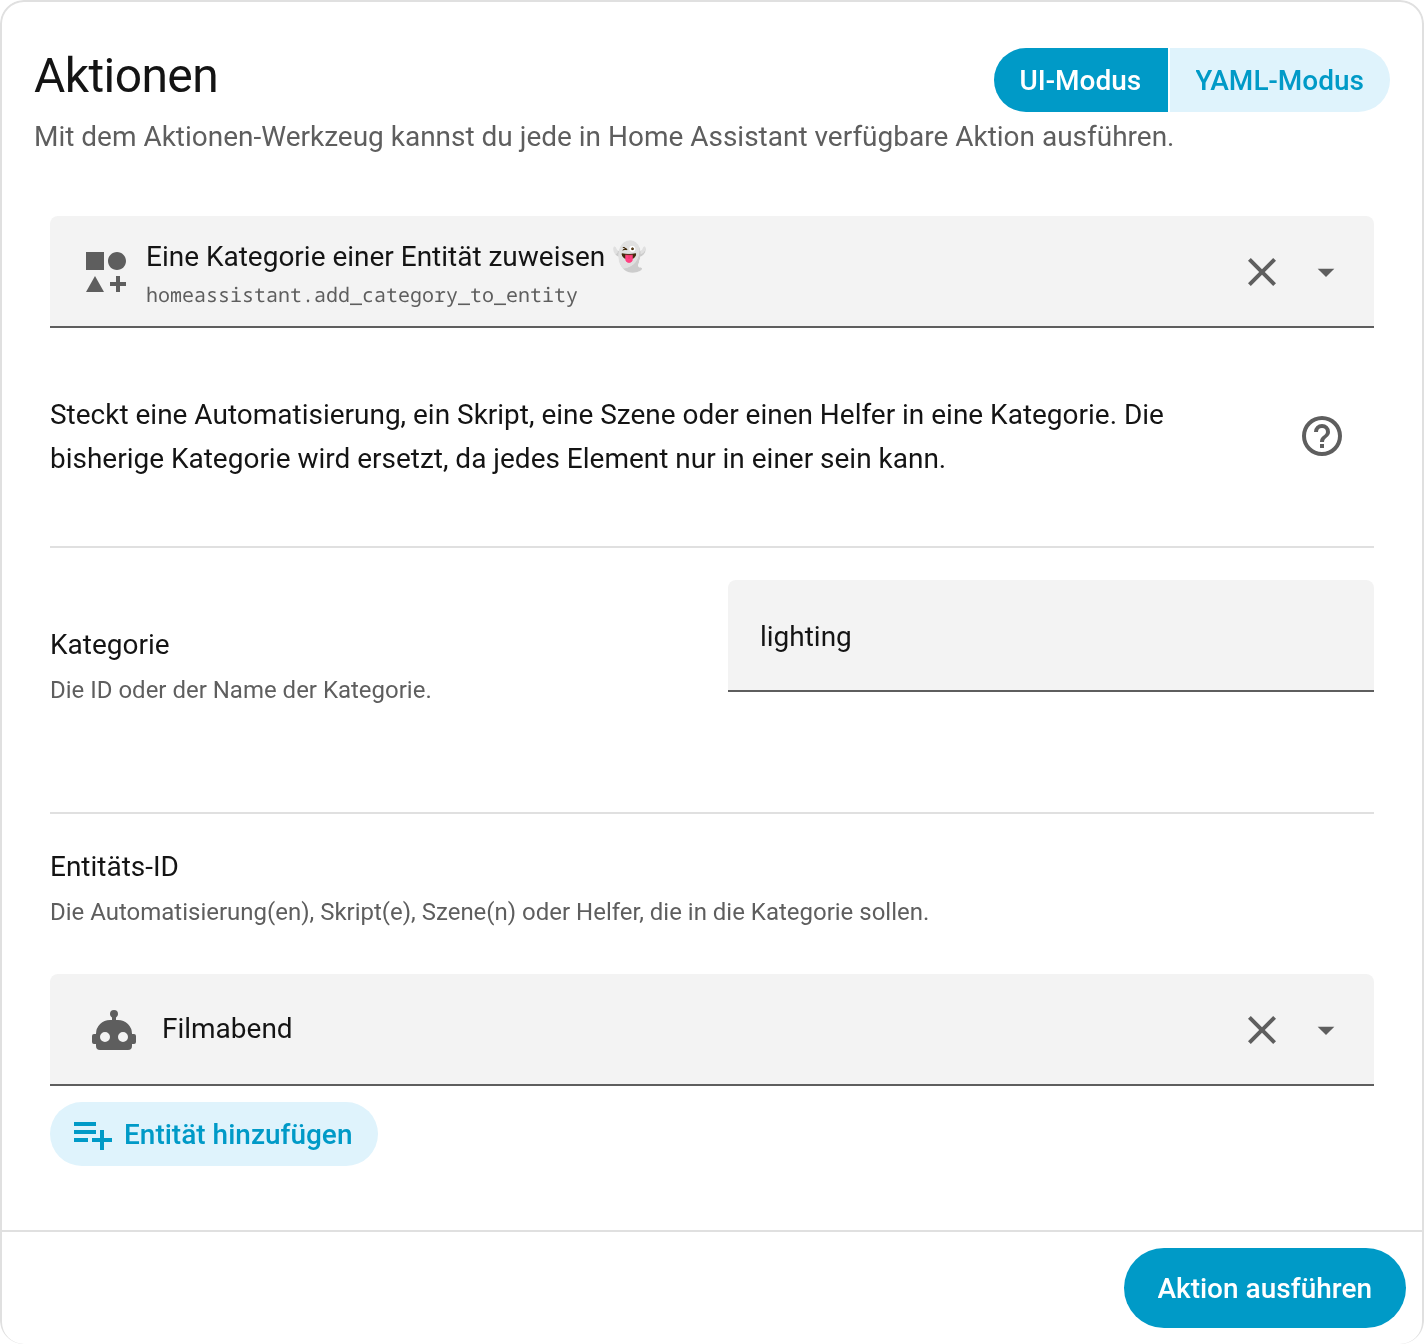 Aktionen
UI-Modus
YAML-Modus
Mit dem Aktionen-Werkzeug kannst du jede in Home Assistant verfügbare Aktion ausführen.
Eine Kategorie einer Entität zuweisen 👻
homeassistant.add_category_to_entity
Steckt eine Automatisierung, ein Skript, eine Szene oder einen Helfer in eine Kategorie. Die
bisherige Kategorie wird ersetzt, da jedes Element nur in einer sein kann.
Kategorie
Die ID oder der Name der Kategorie.
lighting
Entitäts-ID
Die Automatisierung(en), Skript(e), Szene(n) oder Helfer, die in die Kategorie sollen.
Filmabend
Entität hinzufügen
Aktion ausführen